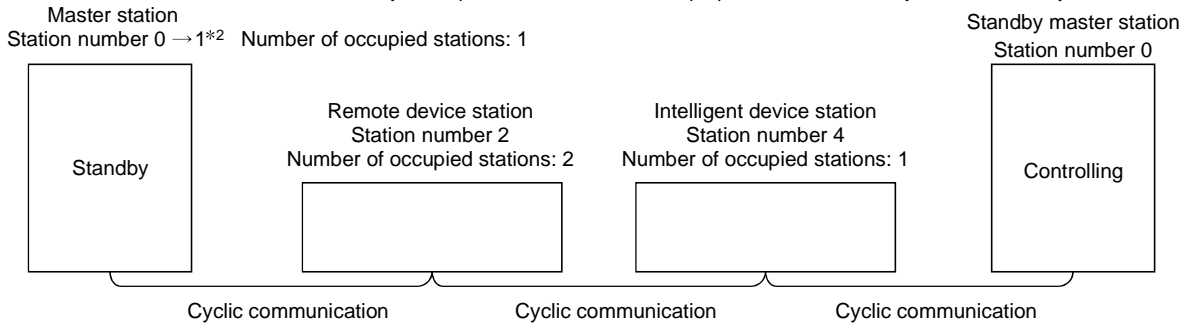 Master station
Station number 0 →1*2 Number of occupied stations: 1
Standby master station
Station number 0
Remote device station
Station number 2
Number of occupied stations: 2
Intelligent device station
Station number 4
Number of occupied stations: 1
Standby
Controlling
Cyclic communication
Cyclic communication
Cyclic communication